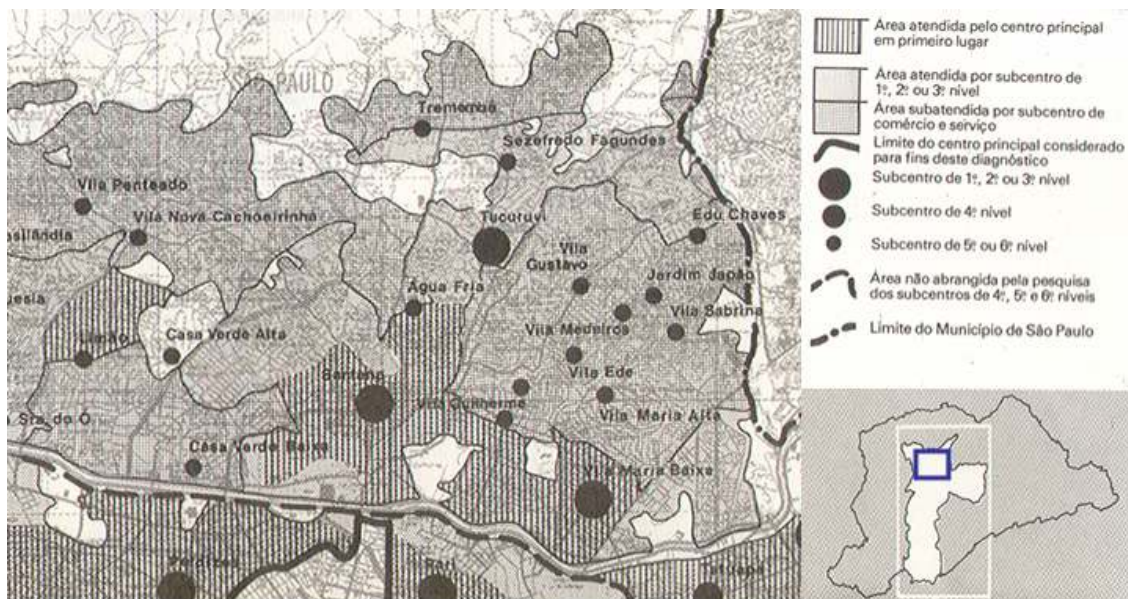 SÃO PAULO
Tremembé
Sezefredo Fagundes
Vila Penteado
Vila Nova Cachoeirinha
Tucuruvi
Edu Chaves
Vila
Gustavo
Jardim Japão
Água Fria
Vila Sabrina
Vila Medeiros
Limão
Casa Verde Alta
Santana
Vila Ede
Vila Guilherme
Vila Maria Alta
Sra. do Ó
Casa Verde Baixa
Vila Maria Baixa
Pari
Tatuapé
Área atendida pelo centro principal
em primeiro lugar
Área atendida por subcentro de
1º, 2º ou 3º nível
Área subatendida por subcentro de
comércio e serviço
Limite do centro principal considerado
para fins deste diagnóstico
Subcentro de 1º, 2º ou 3º nível
Subcentro de 4º nível
Subcentro de 5º ou 6º nível
Área não abrangida pela pesquisa
dos subcentros de 4º, 5º e 6º níveis
Limite do Município de São Paulo